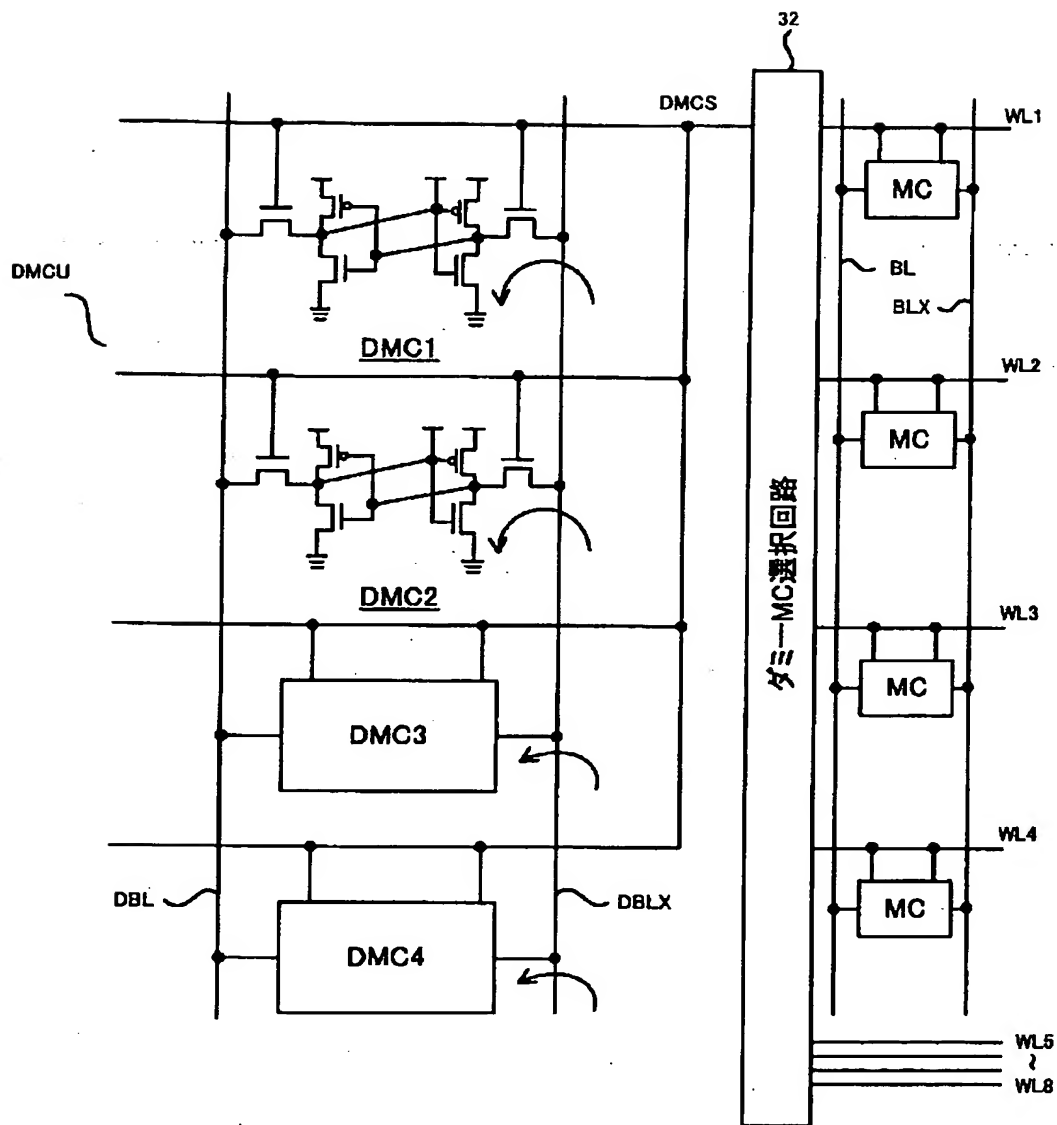 32
DMCS
WL1
MC
DMCU
BL
BLX
DMC1
WL2
MC
DMC2
ダミーMC選択回路
WL3
MC
DMC3
WL4
DBL
DBLX
MC
DMC4
WL5
~
WL8